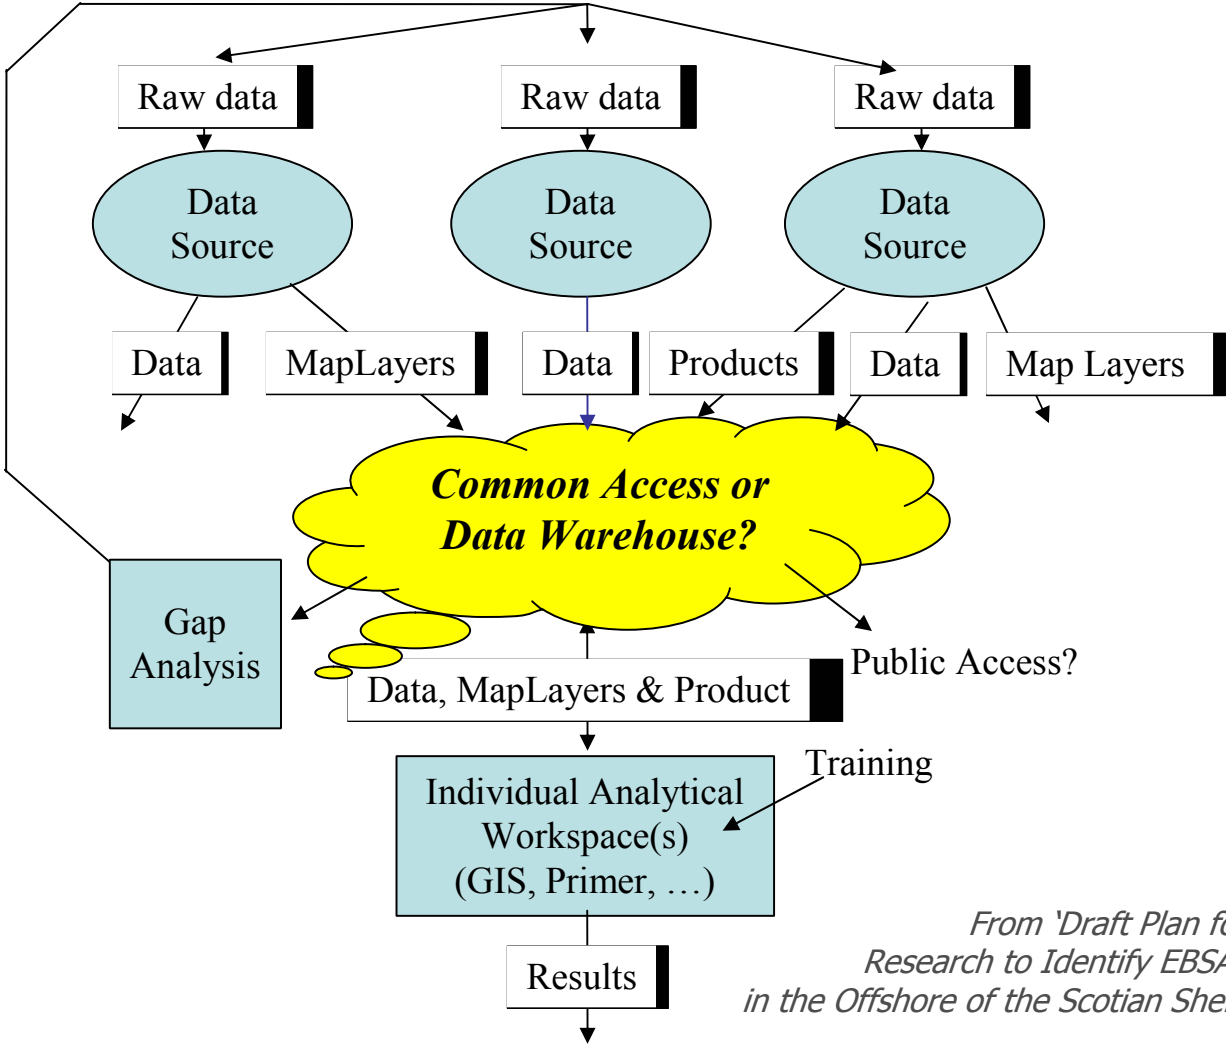 Raw data
Raw data
Raw data
Data
Source
Data
Source
Data
Source
Data
MapLayers
Data
Products
Data
Map Layers
Common Access or
Data Warehouse?
Gap
Analysis
Public Access?
Data, MapLayers & Product
Training
Individual Analytical
Workspace(s)
(GIS, Primer, …)
Results
From ‘Draft Plan fo
Research to Identify EBSA
in the Offshore of the Scotian Shel